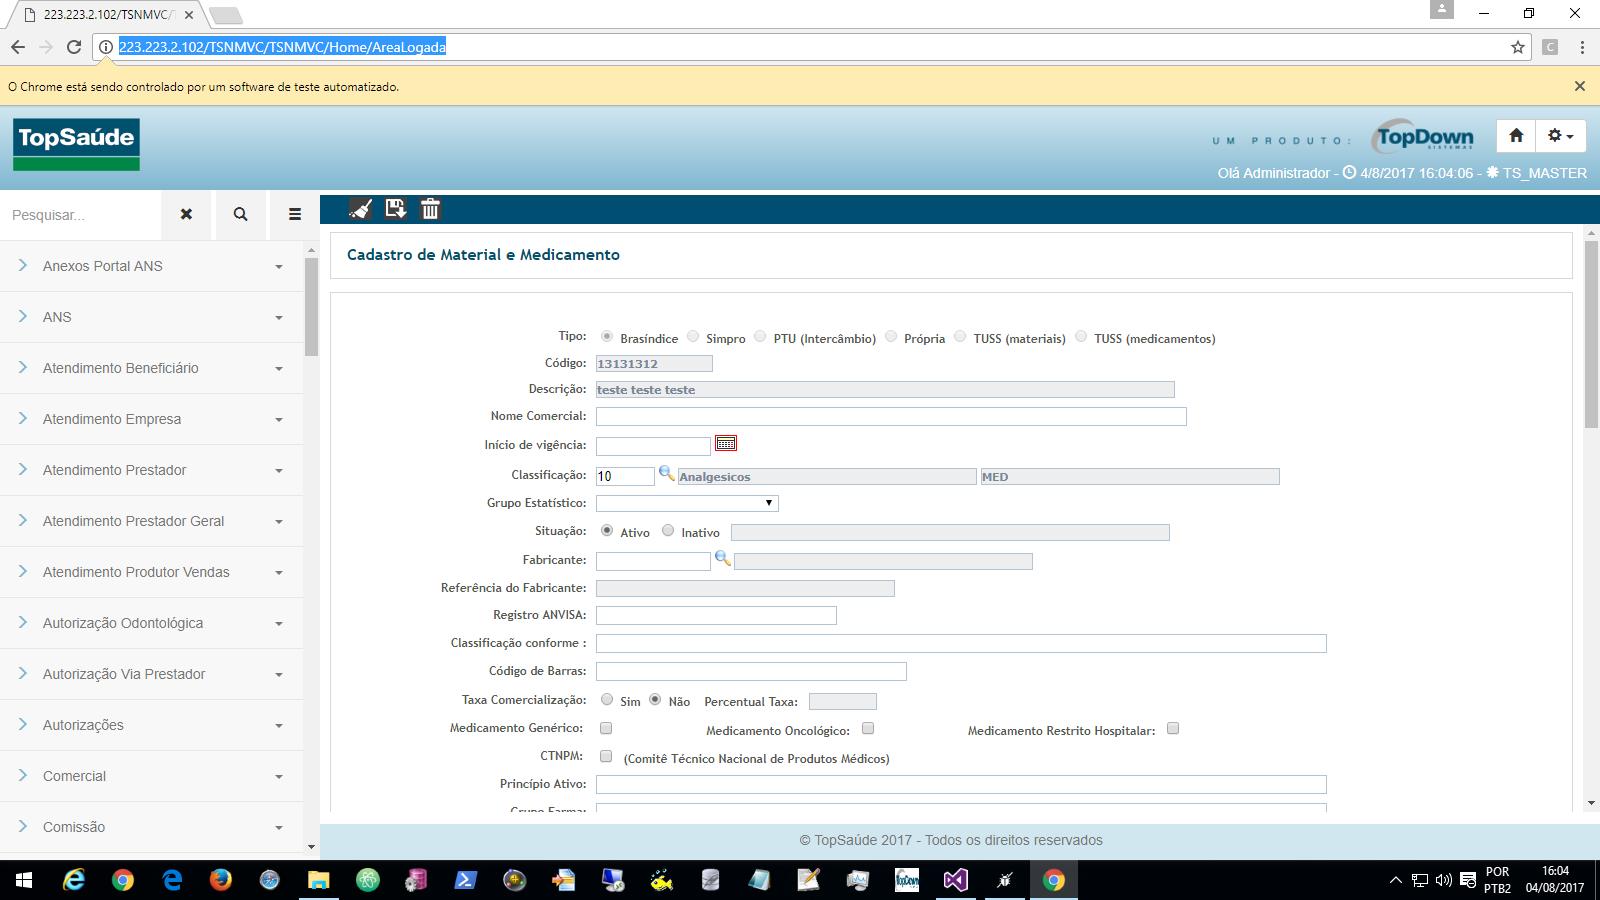 223.223.2.102/TSNMVC/T
223.223.2.102/TSNMVC/TSNMVC/Home/AreaLogada
C
O Chrome está sendo controlado por um software de teste automatizado.
TopSaúde
UM PRODUTO:
TopDown
SISTEMAS
Olá Administrador - 4/8/2017 16:04:06 - TS_MASTER
Pesquisar...
Anexos Portal ANS
ANS
Atendimento Beneficiário
Atendimento Empresa
Atendimento Prestador
Atendimento Prestador Geral
Atendimento Produtor Vendas
Autorização Odontológica
Autorização Via Prestador
Autorizações
Comercial
Comissão
Cadastro de Material e Medicamento
Tipo: Brasíndice Simpro PTU (Intercâmbio) Própria TUSS (materiais) TUSS (medicamentos)
Código: 13131312
Descrição: teste teste teste
Nome Comercial:
Início de vigência:
Classificação: 10 Analgesicos MED
Grupo Estatístico:
Situação: Ativo Inativo
Fabricante:
Referência do Fabricante:
Registro ANVISA:
Classificação conforme :
Código de Barras:
Taxa Comercialização: Sim Não Percentual Taxa:
Medicamento Genérico: Medicamento Oncológico: Medicamento Restrito Hospitalar:
CTNPM: (Comitê Técnico Nacional de Produtos Médicos)
Princípio Ativo:
Grupo Farma:
© TopSaúde 2017 - Todos os direitos reservados
TopDown
POR
PTB2
16:04
04/08/2017